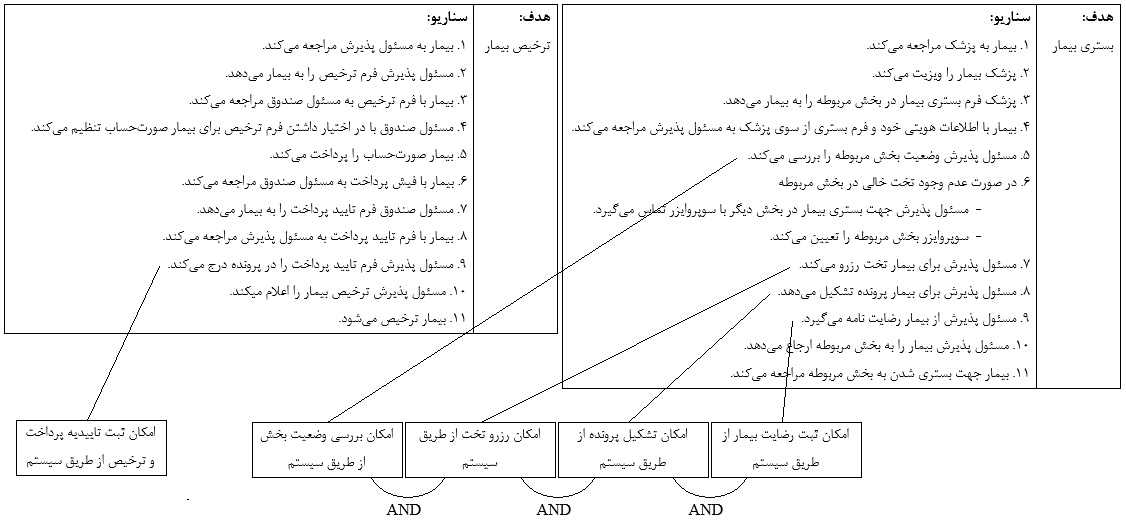 هدف:
سناریو:
بستری بیمار
۱. بیمار به پزشک مراجعه می‌کند.
۲. پزشک بیمار را ویزیت می‌کند.
۳. پزشک فرم بستری بیمار در بخش مربوطه را به بیمار می‌دهد.
۴. بیمار با اطلاعات هویتی خود و فرم بستری از سوی پزشک به مسئول پذیرش مراجعه می‌کند.
۵. مسئول پذیرش وضعیت بخش مربوطه را بررسی می‌کند.
۶. در صورت عدم وجود تخت خالی در بخش مربوطه
- مسئول پذیرش جهت بستری بیمار در بخش دیگر با سوپروایزر تماس می‌گیرد.
- سوپروایزر بخش مربوطه را تعیین می‌کند.
۷. مسئول پذیرش برای بیمار تخت رزرو می‌کند.
۸. مسئول پذیرش برای بیمار پرونده تشکیل می‌دهد.
۹. مسئول پذیرش از بیمار رضایت نامه می‌گیرد.
۱۰. مسئول پذیرش بیمار را به بخش مربوطه ارجاع می‌دهد.
۱۱. بیمار جهت بستری شدن به بخش مربوطه مراجعه می‌کند.
هدف:
سناریو:
ترخیص بیمار
۱. بیمار به مسئول پذیرش مراجعه می‌کند.
۲. مسئول پذیرش فرم ترخیص را به بیمار می‌دهد.
۳. بیمار با فرم ترخیص به مسئول صندوق مراجعه می‌کند.
۴. مسئول صندوق با در اختیار داشتن فرم ترخیص برای بیمار صورت‌حساب تنظیم می‌کند.
۵. بیمار صورت‌حساب را پرداخت می‌کند.
۶. بیمار با فیش پرداخت به مسئول صندوق مراجعه می‌کند.
۷. مسئول صندوق فرم تایید پرداخت را به بیمار می‌دهد.
۸. بیمار با فرم تایید پرداخت به مسئول پذیرش مراجعه می‌کند.
۹. مسئول پذیرش فرم تایید پرداخت را در پرونده درج می‌کند.
۱۰. مسئول پذیرش ترخیص بیمار را اعلام میکند.
۱۱. بیمار ترخیص می‌شود.
امکان ثبت رضایت بیمار از
طریق سیستم
امکان تشکیل پرونده از
طریق سیستم
امکان رزرو تخت از طریق
سیستم
امکان بررسی وضعیت بخش
از طریق سیستم
امکان ثبت تاییدیه پرداخت
و ترخیص از طریق سیستم
AND
AND
AND